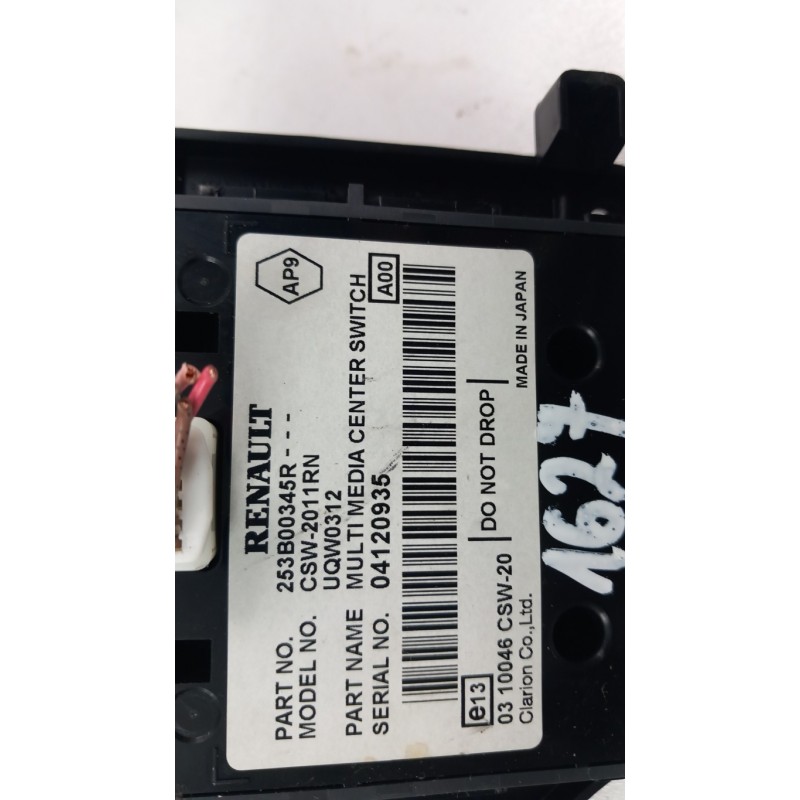 RENAULT
AP9
PART NO. 253B00345R - - -
MODEL NO. CSW-2011RN
UQW0312
PART NAME MULTI MEDIA CENTER SWITCH
SERIAL NO. 04120935 A00
e13 DO NOT DROP
03 10046 CSW-20
Clarion Co.,Ltd. MADE IN JAPAN
1627